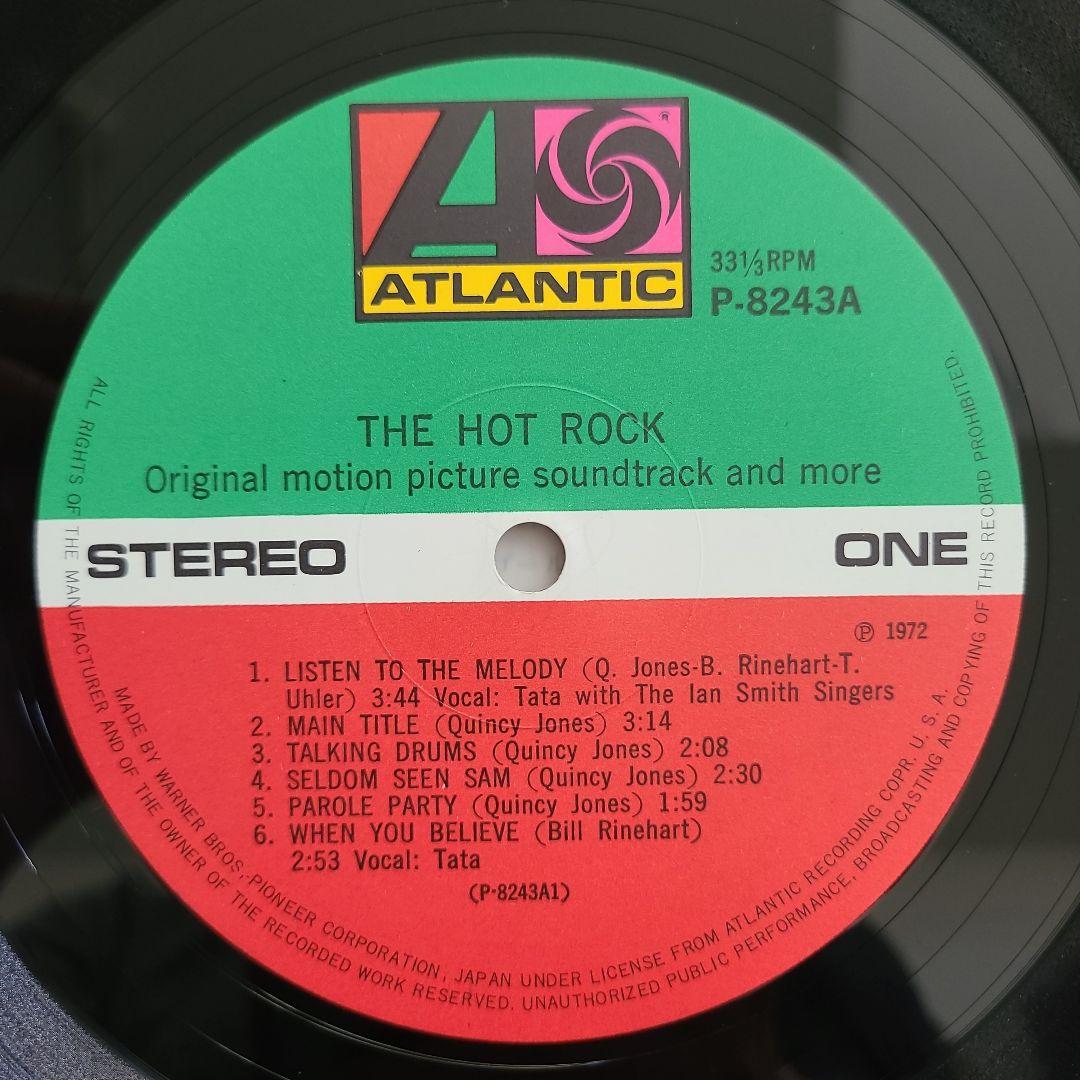 A
®
ATLANTIC
33⅓ RPM
P-8243A
THE HOT ROCK
Original motion picture soundtrack and more
STEREO
ONE
Ⓟ 1972
1. LISTEN TO THE MELODY (Q. Jones-B. Rinehart-T.
Uhler) 3:44 Vocal: Tata with The Ian Smith Singers
2. MAIN TITLE (Quincy Jones) 3:14
3. TALKING DRUMS (Quincy Jones) 2:08
4. SELDOM SEEN SAM (Quincy Jones) 2:30
5. PAROLE PARTY (Quincy Jones) 1:59
6. WHEN YOU BELIEVE (Bill Rinehart)
2:53 Vocal: Tata
(P-8243A1)
MADE BY WARNER BROS.-PIONEER CORPORATION, JAPAN UNDER LICENSE FROM ATLANTIC RECORDING COPR. U. S. A.
ALL RIGHTS OF THE MANUFACTURER AND OF THE OWNER OF THE RECORDED WORK RESERVED. UNAUTHORIZED PUBLIC PERFORMANCE, BROADCASTING AND COPYING OF THIS RECORD PROHIBITED.